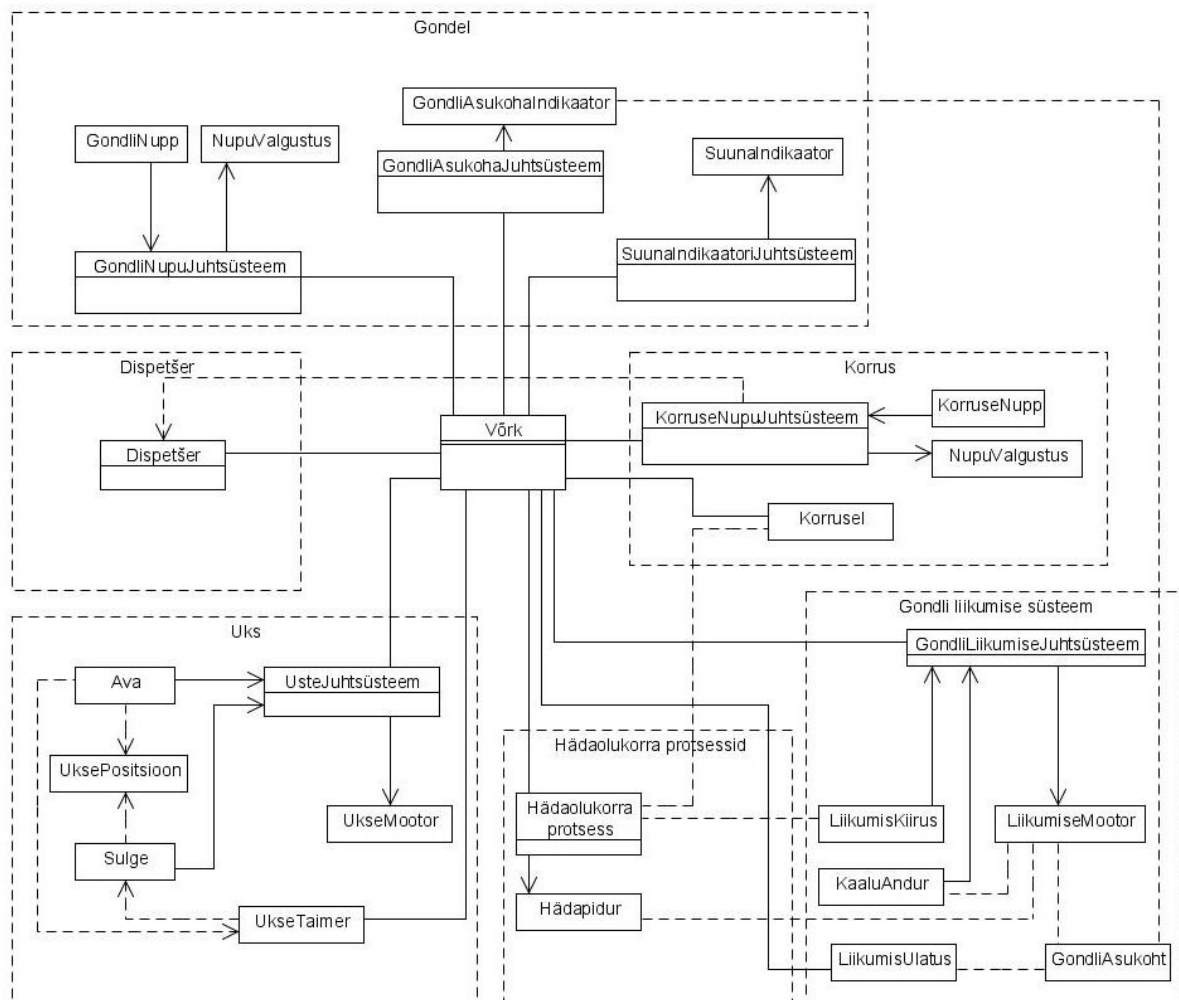 Gondel
GondliAsukohaIndikaator
GondliNupp
NupuValgustus
GondliAsukohaJuhtsüsteem
SuunaIndikaator
GondliNupuJuhtsüsteem
SuunaIndikaatoriJuhtsüsteem
Dispetšer
Korrus
KorruseNupuJuhtsüsteem
KorruseNupp
Võrk
Dispetšer
NupuValgustus
Korrusel
Uks
Gondli liikumise süsteem
GondliLiikumiseJuhtsüsteem
Ava
UsteJuhtsüsteem
UksePositsioon
Hädaolukorra protsessid
UkseMootor
Hädaolukorra
protsess
LiikumisKiirus
LiikumiseMootor
Sulge
KaaluAndur
Hädapidur
UkseTaimer
LiikumisUlatus
GondliAsukoht